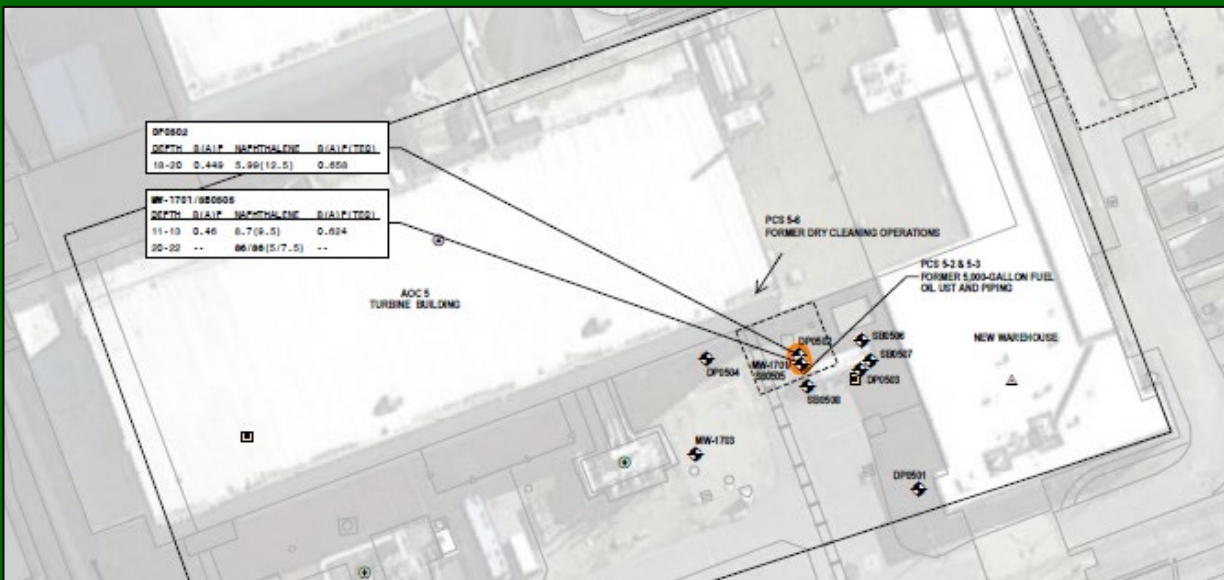 DP0502
DEPTH B(A)P NAPHTHALENE B(A)P(TEQ)
18-20 0.449 5.99(12.5) 0.658
MW-1701/SB0505
DEPTH B(A)P NAPHTHALENE B(A)P(TEQ)
11-13 0.46 8.7(9.5) 0.624
20-22 -- 86/86(5/7.5) --
PCS 5-6
FORMER DRY CLEANING OPERATIONS
PCS 5-2 & 5-3
FORMER 5,000-GALLON FUEL
OIL UST AND PIPING
AOC 5
TURBINE BUILDING
NEW WAREHOUSE
DP0502
SB0506
SB0507
DP0504
MW-1701
SB0505
DP0503
SB0508
MW-1703
DP0501